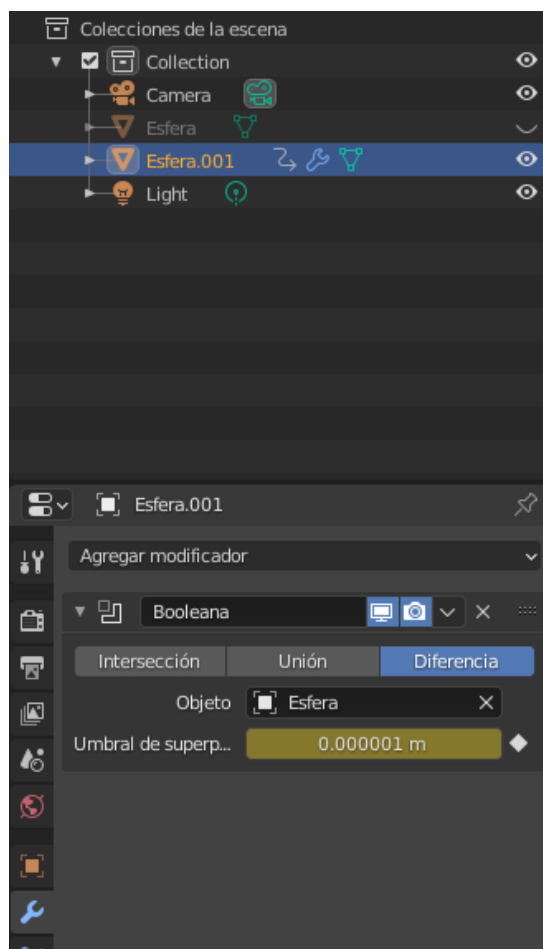 Colecciones de la escena
Collection
Camera
Esfera
Esfera.001
Light
Esfera.001
Agregar modificador
Booleana
Intersección Unión Diferencia
Objeto Esfera
Umbral de superp... 0.000001 m